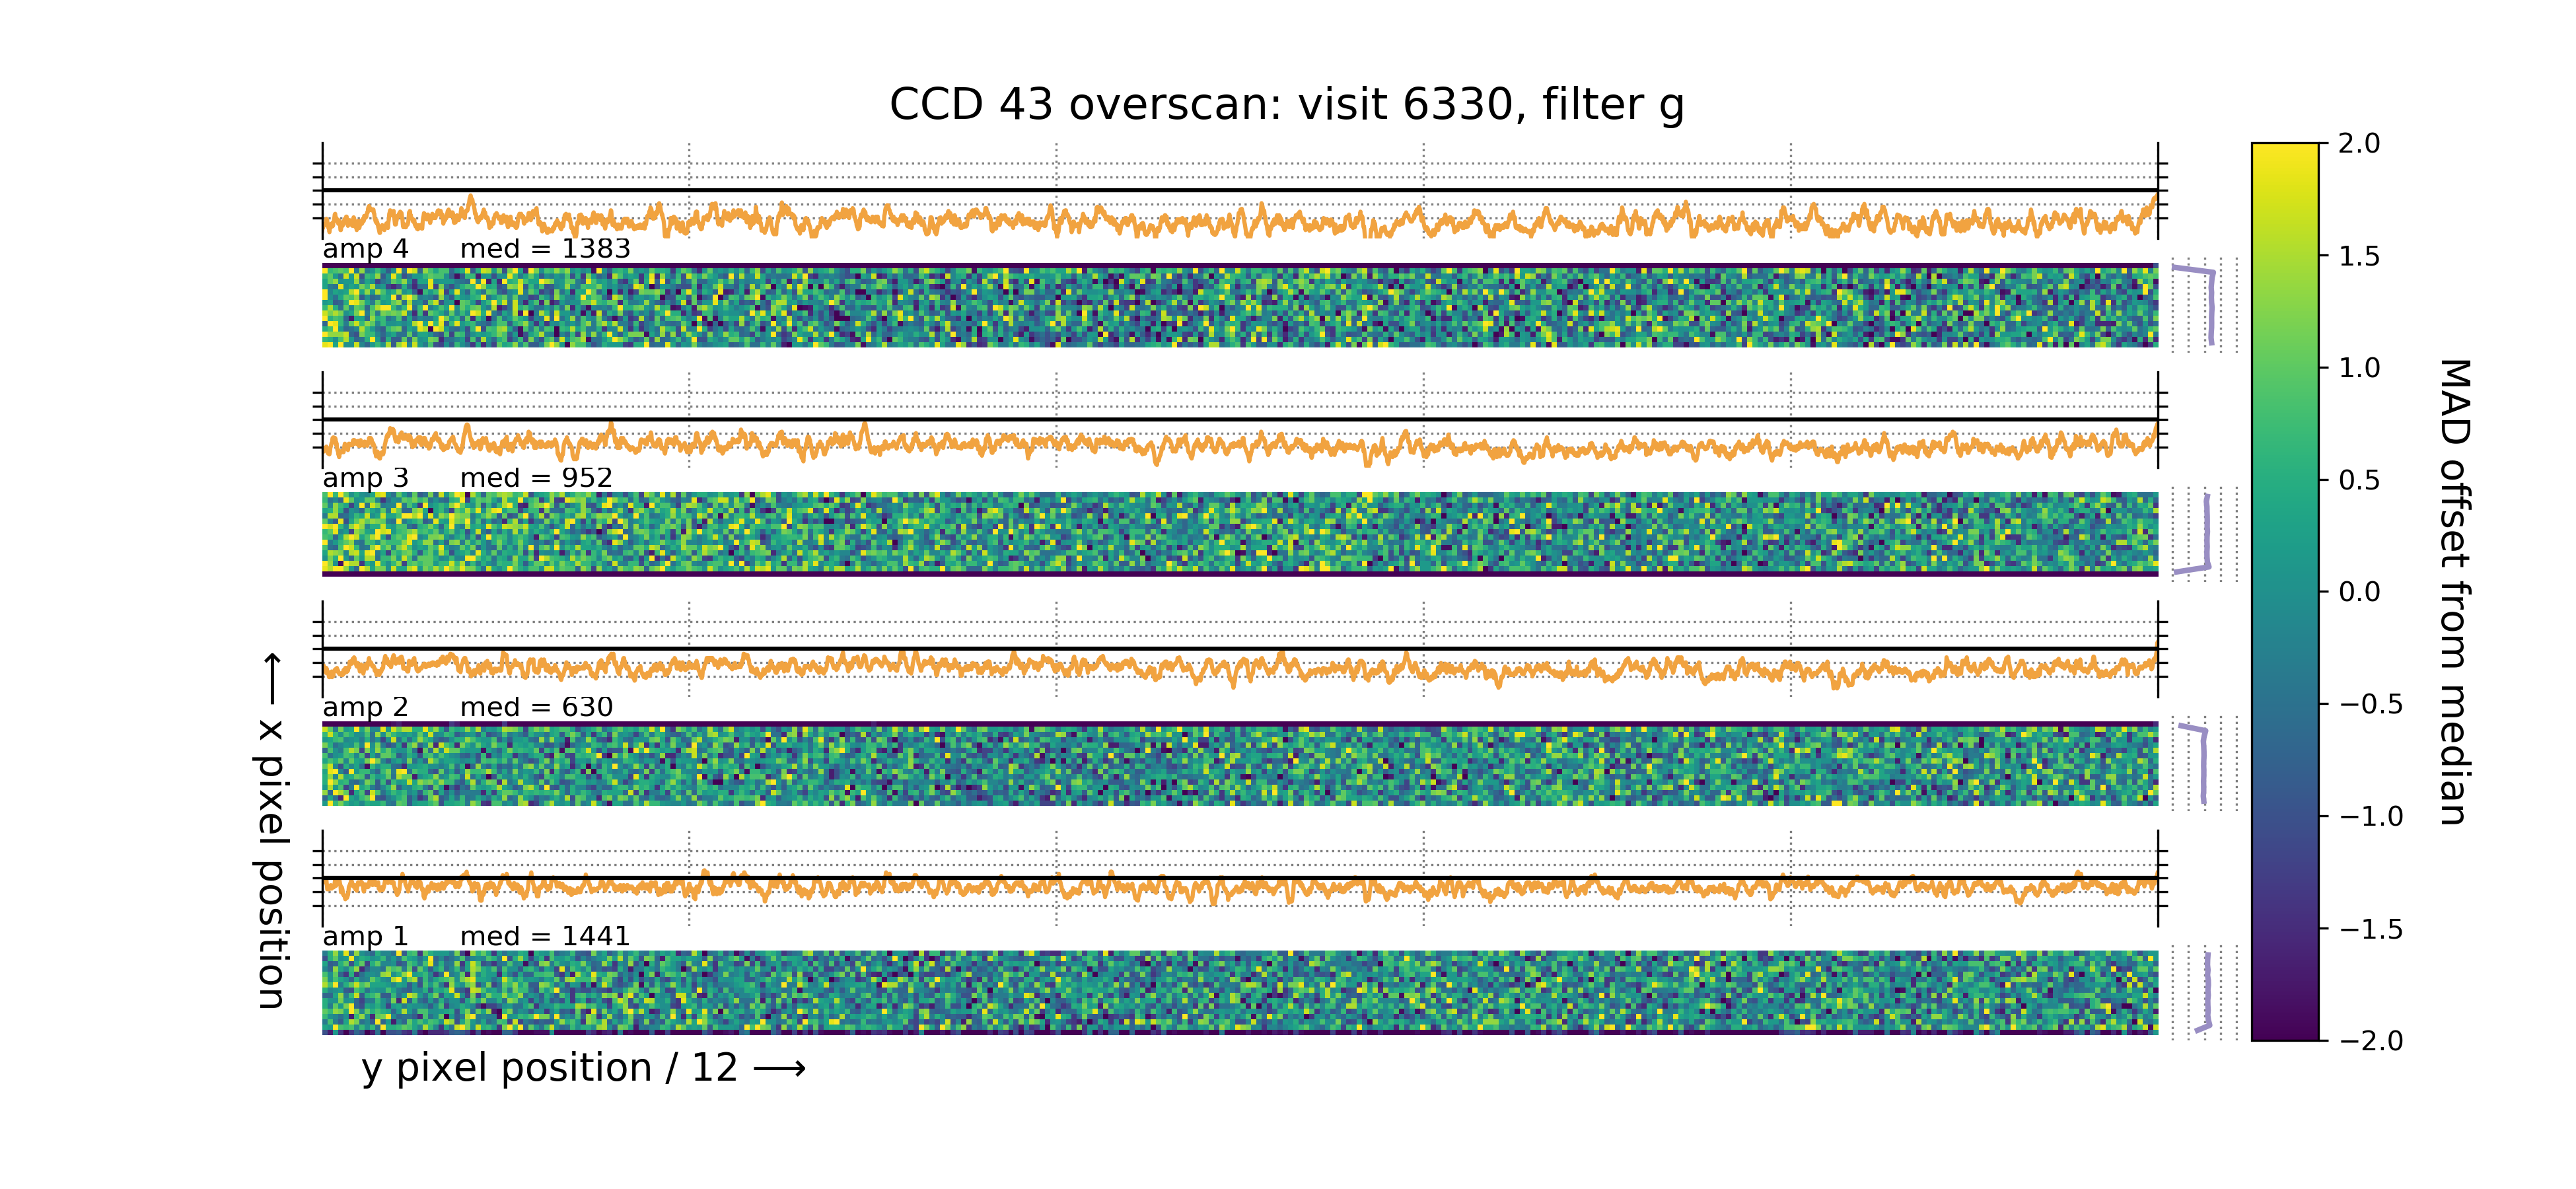 CCD 43 overscan: visit 6330, filter g
amp 4 med = 1383
amp 3 med = 952
amp 2 med = 630
amp 1 med = 1441
⟵ x pixel position
y pixel position / 12 ⟶
2.0
1.5
1.0
0.5
0.0
−0.5
−1.0
−1.5
−2.0
MAD offset from median